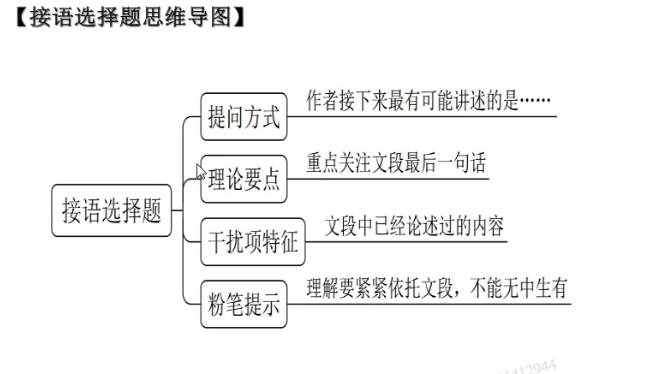 【接语选择题思维导图】
提问方式
作者接下来最有可能讲述的是……
理论要点
重点关注文段最后一句话
接语选择题
干扰项特征
文段中已经论述过的内容
粉笔提示
理解要紧紧依托文段，不能无中生有